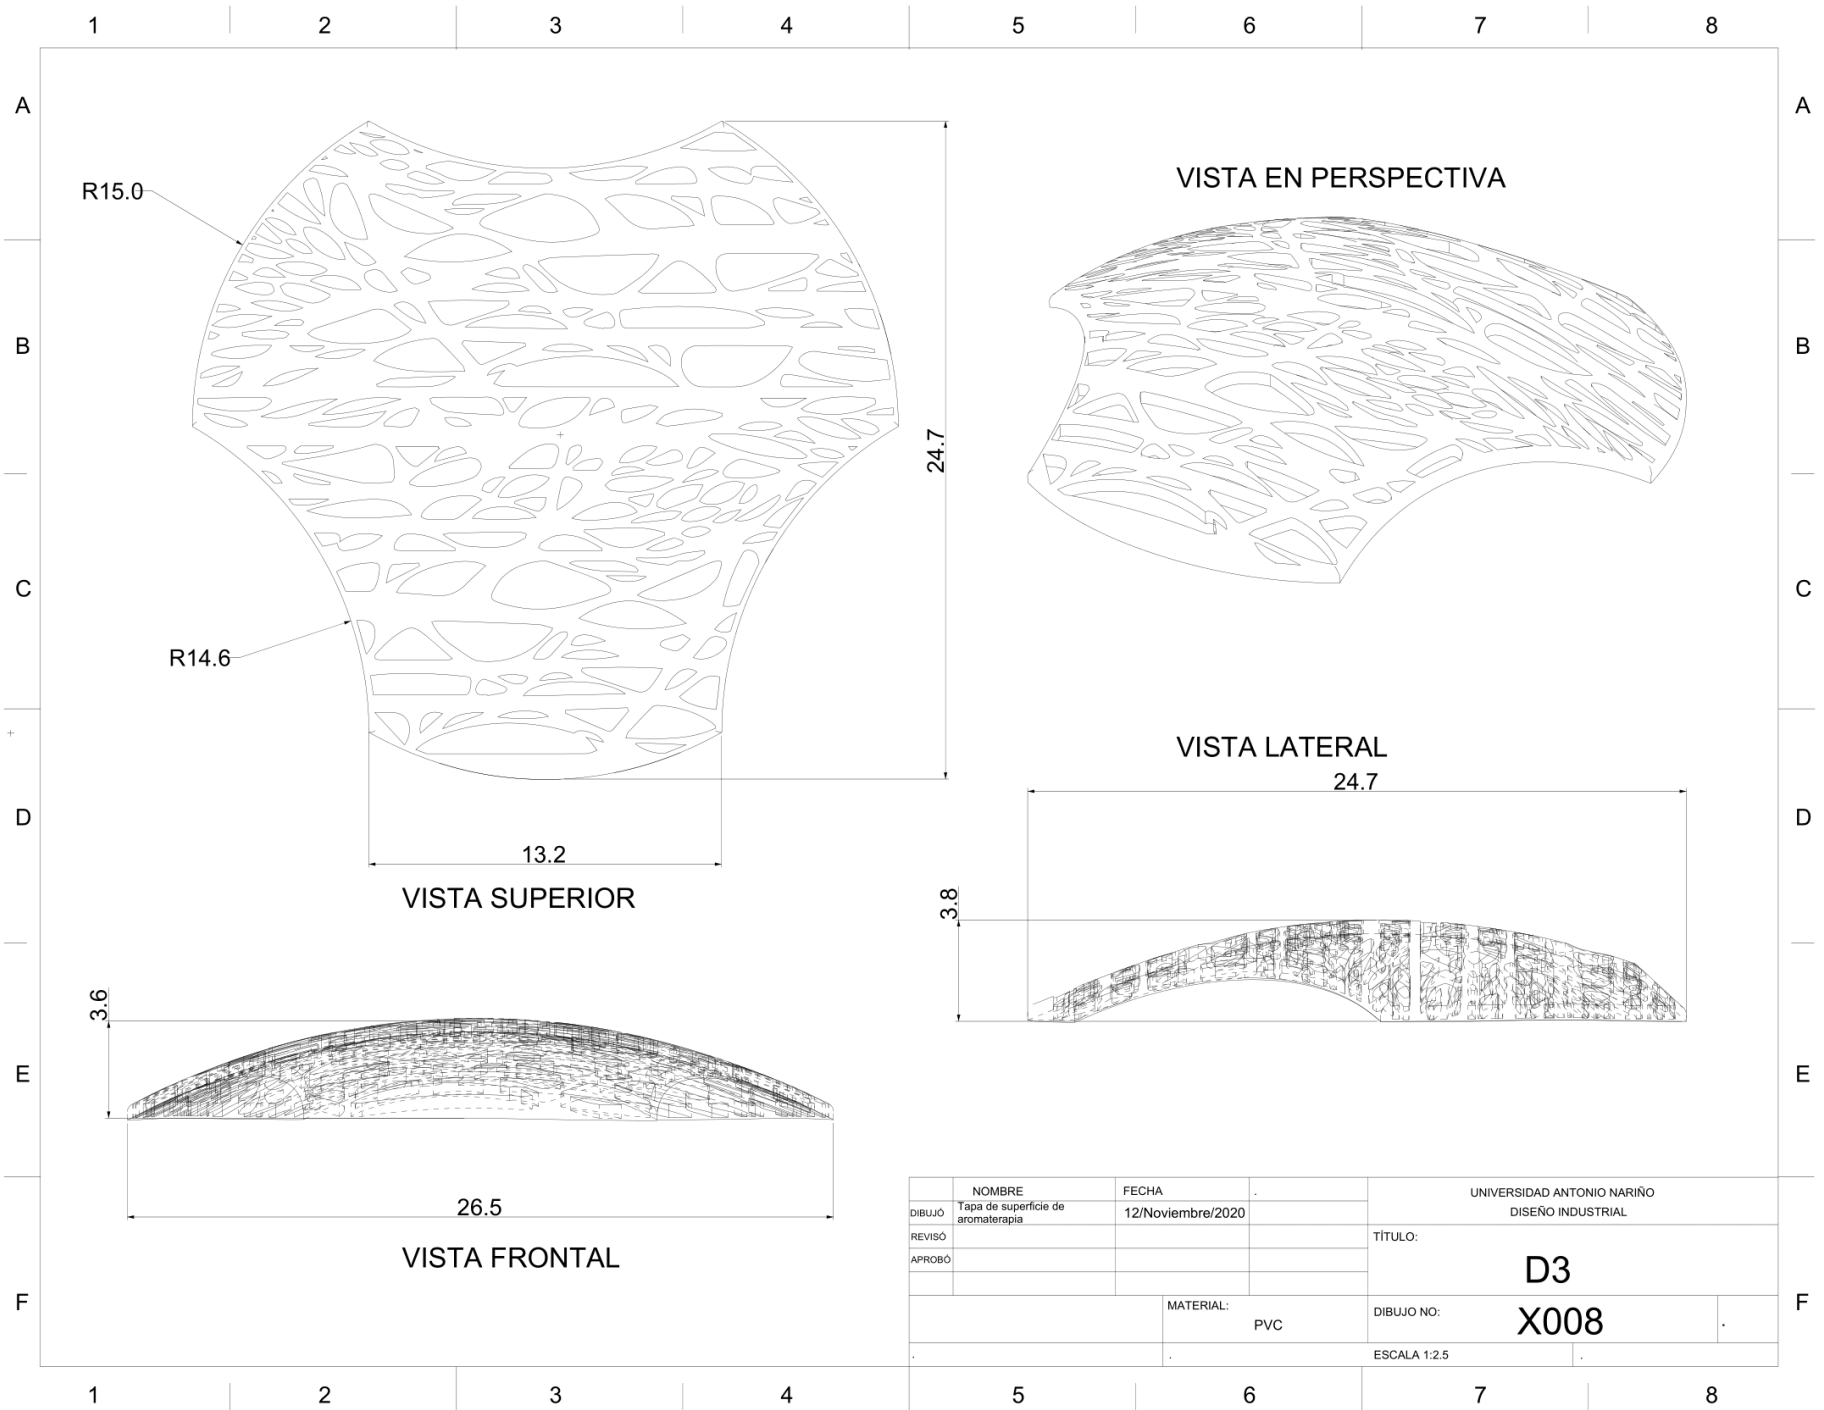 1 2 3 4 5 6 7 8
A A
R15.0
VISTA EN PERSPECTIVA
B B
24.7
C C
R14.6
VISTA LATERAL
24.7
D D
13.2
VISTA SUPERIOR
3.8
3.6
E E
26.5
VISTA FRONTAL
NOMBRE FECHA . UNIVERSIDAD ANTONIO NARIÑO
DISEÑO INDUSTRIAL
DIBUJÓ Tapa de superficie de
aromaterapia 12/Noviembre/2020
REVISÓ TÍTULO:
APROBÓ
D3
F F
MATERIAL: DIBUJO NO: X008 .
PVC
. . ESCALA 1:2.5 .
1 2 3 4 5 6 7 8